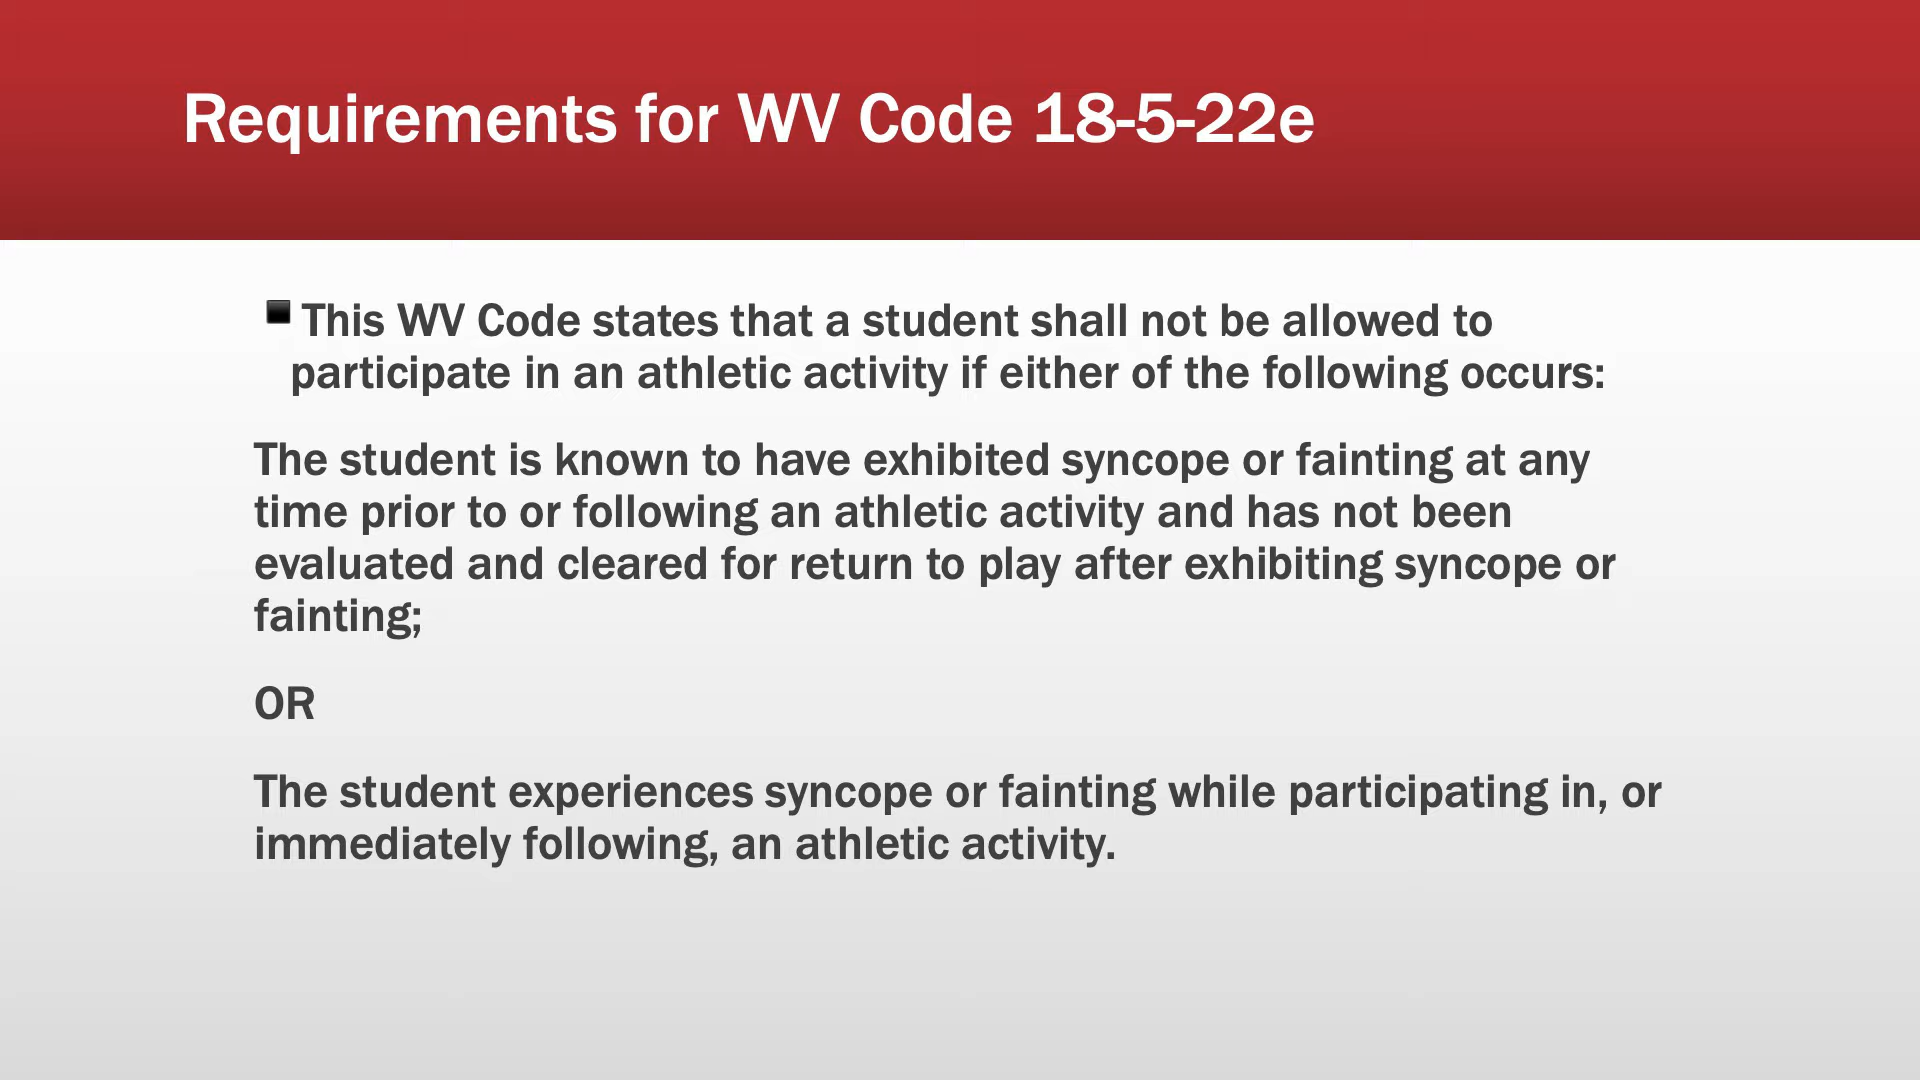 Requirements for WV Code 18-5-22e
This WV Code states that a student shall not be allowed to
participate in an athletic activity if either of the following occurs:
The student is known to have exhibited syncope or fainting at any
time prior to or following an athletic activity and has not been
evaluated and cleared for return to play after exhibiting syncope or
fainting;
OR
The student experiences syncope or fainting while participating in, or
immediately following, an athletic activity.